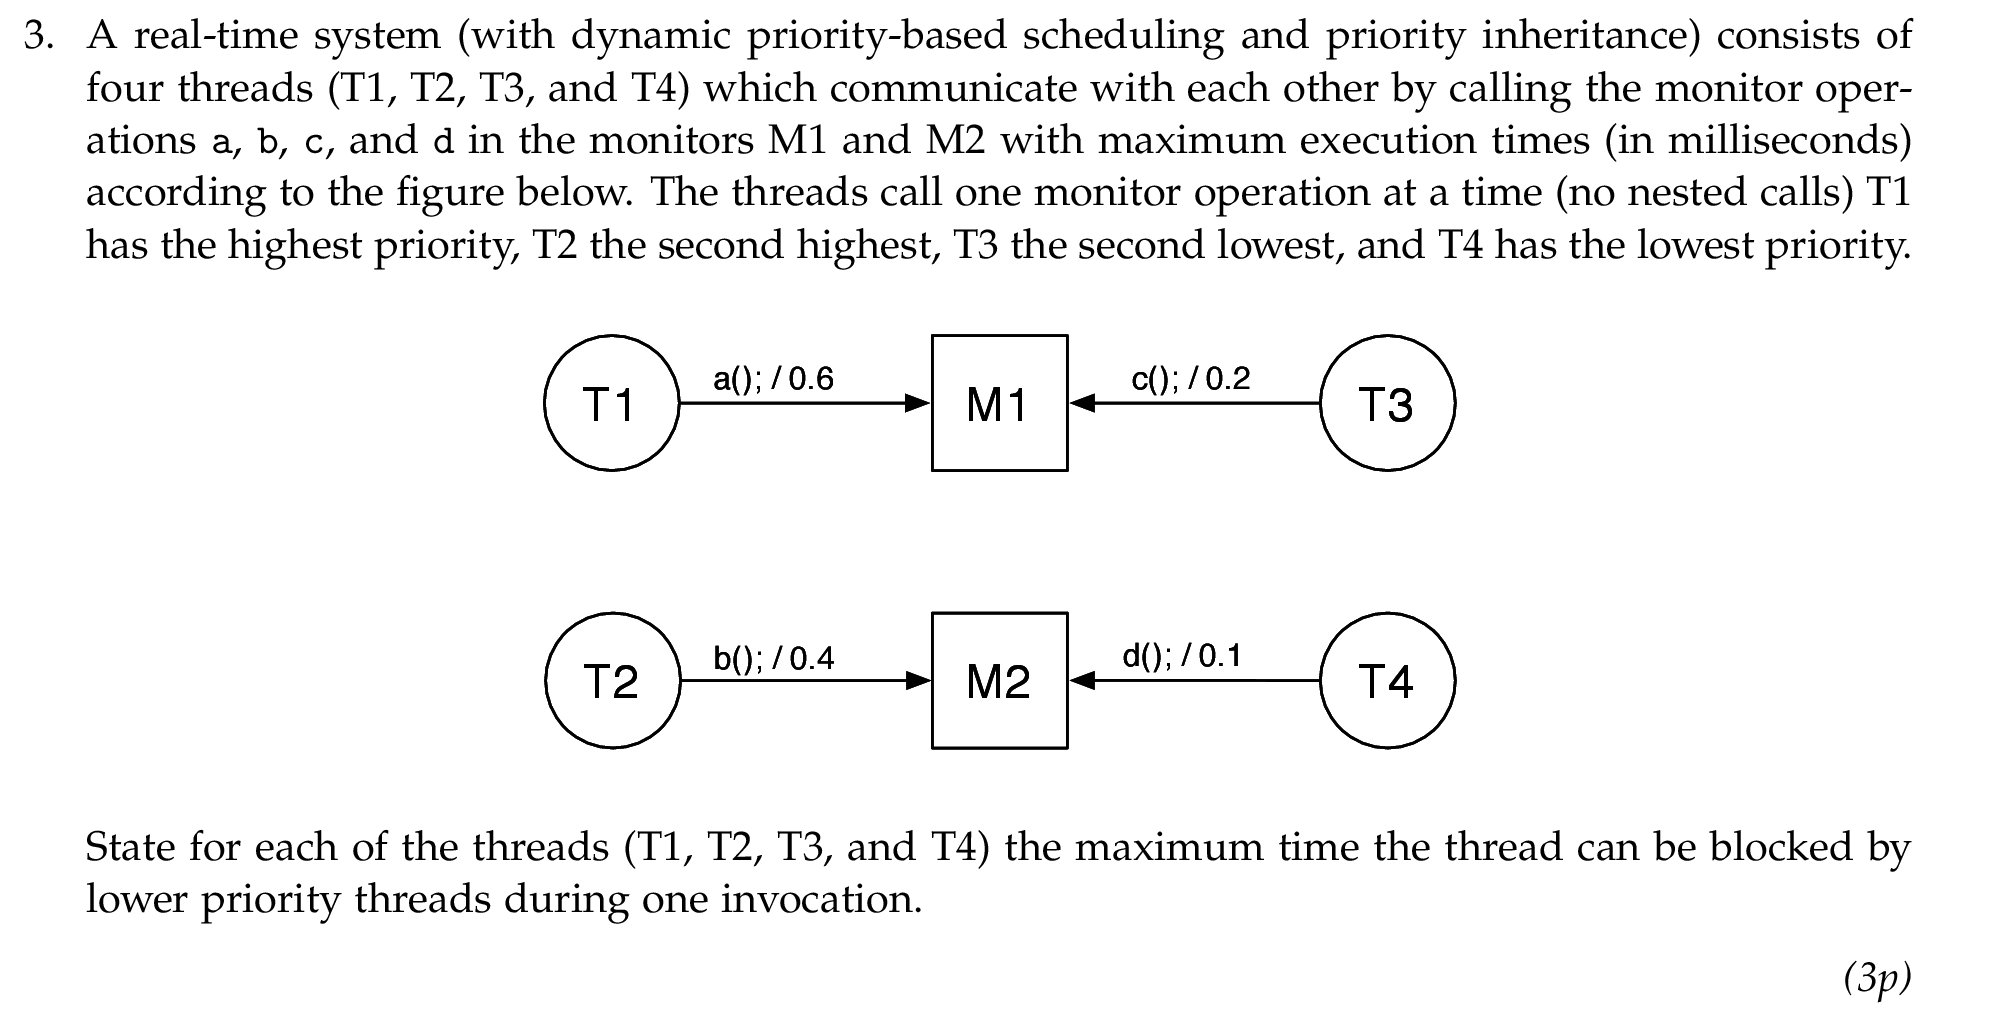 3. A real-time system (with dynamic priority-based scheduling and priority inheritance) consists of
four threads (T1, T2, T3, and T4) which communicate with each other by calling the monitor oper-
ations a, b, c, and d in the monitors M1 and M2 with maximum execution times (in milliseconds)
according to the figure below. The threads call one monitor operation at a time (no nested calls) T1
has the highest priority, T2 the second highest, T3 the second lowest, and T4 has the lowest priority.
T1 a(); / 0.6 M1 c(); / 0.2 T3
T2 b(); / 0.4 M2 d(); / 0.1 T4
State for each of the threads (T1, T2, T3, and T4) the maximum time the thread can be blocked by
lower priority threads during one invocation.
(3p)